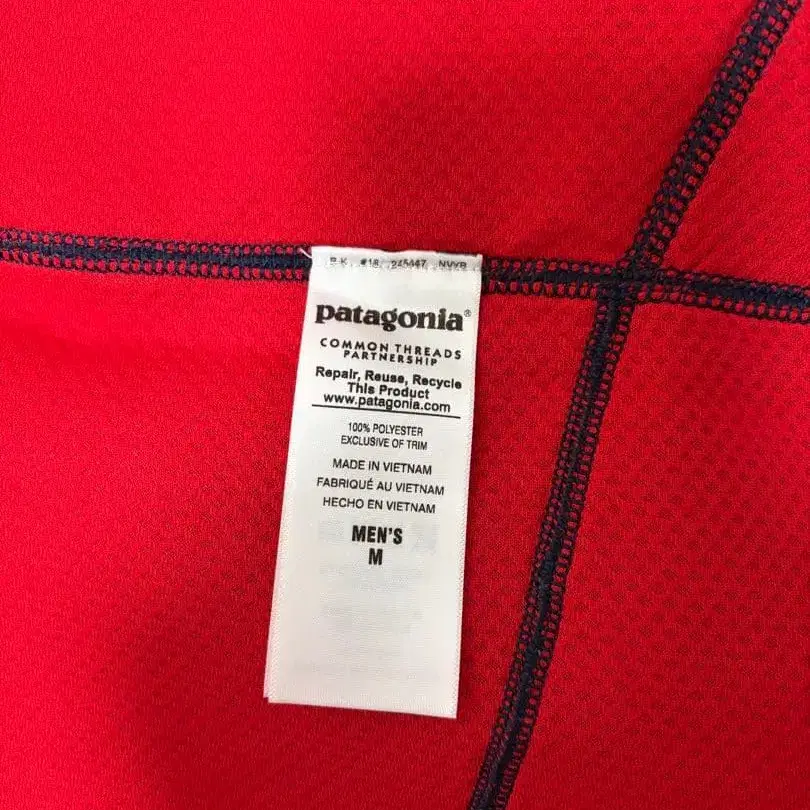 patagonia®
COMMON THREADS
PARTNERSHIP
Repair, Reuse, Recycle
This Product
www.patagonia.com
100% POLYESTER
EXCLUSIVE OF TRIM
MADE IN VIETNAM
FABRIQUÉ AU VIETNAM
HECHO EN VIETNAM
MEN'S
M